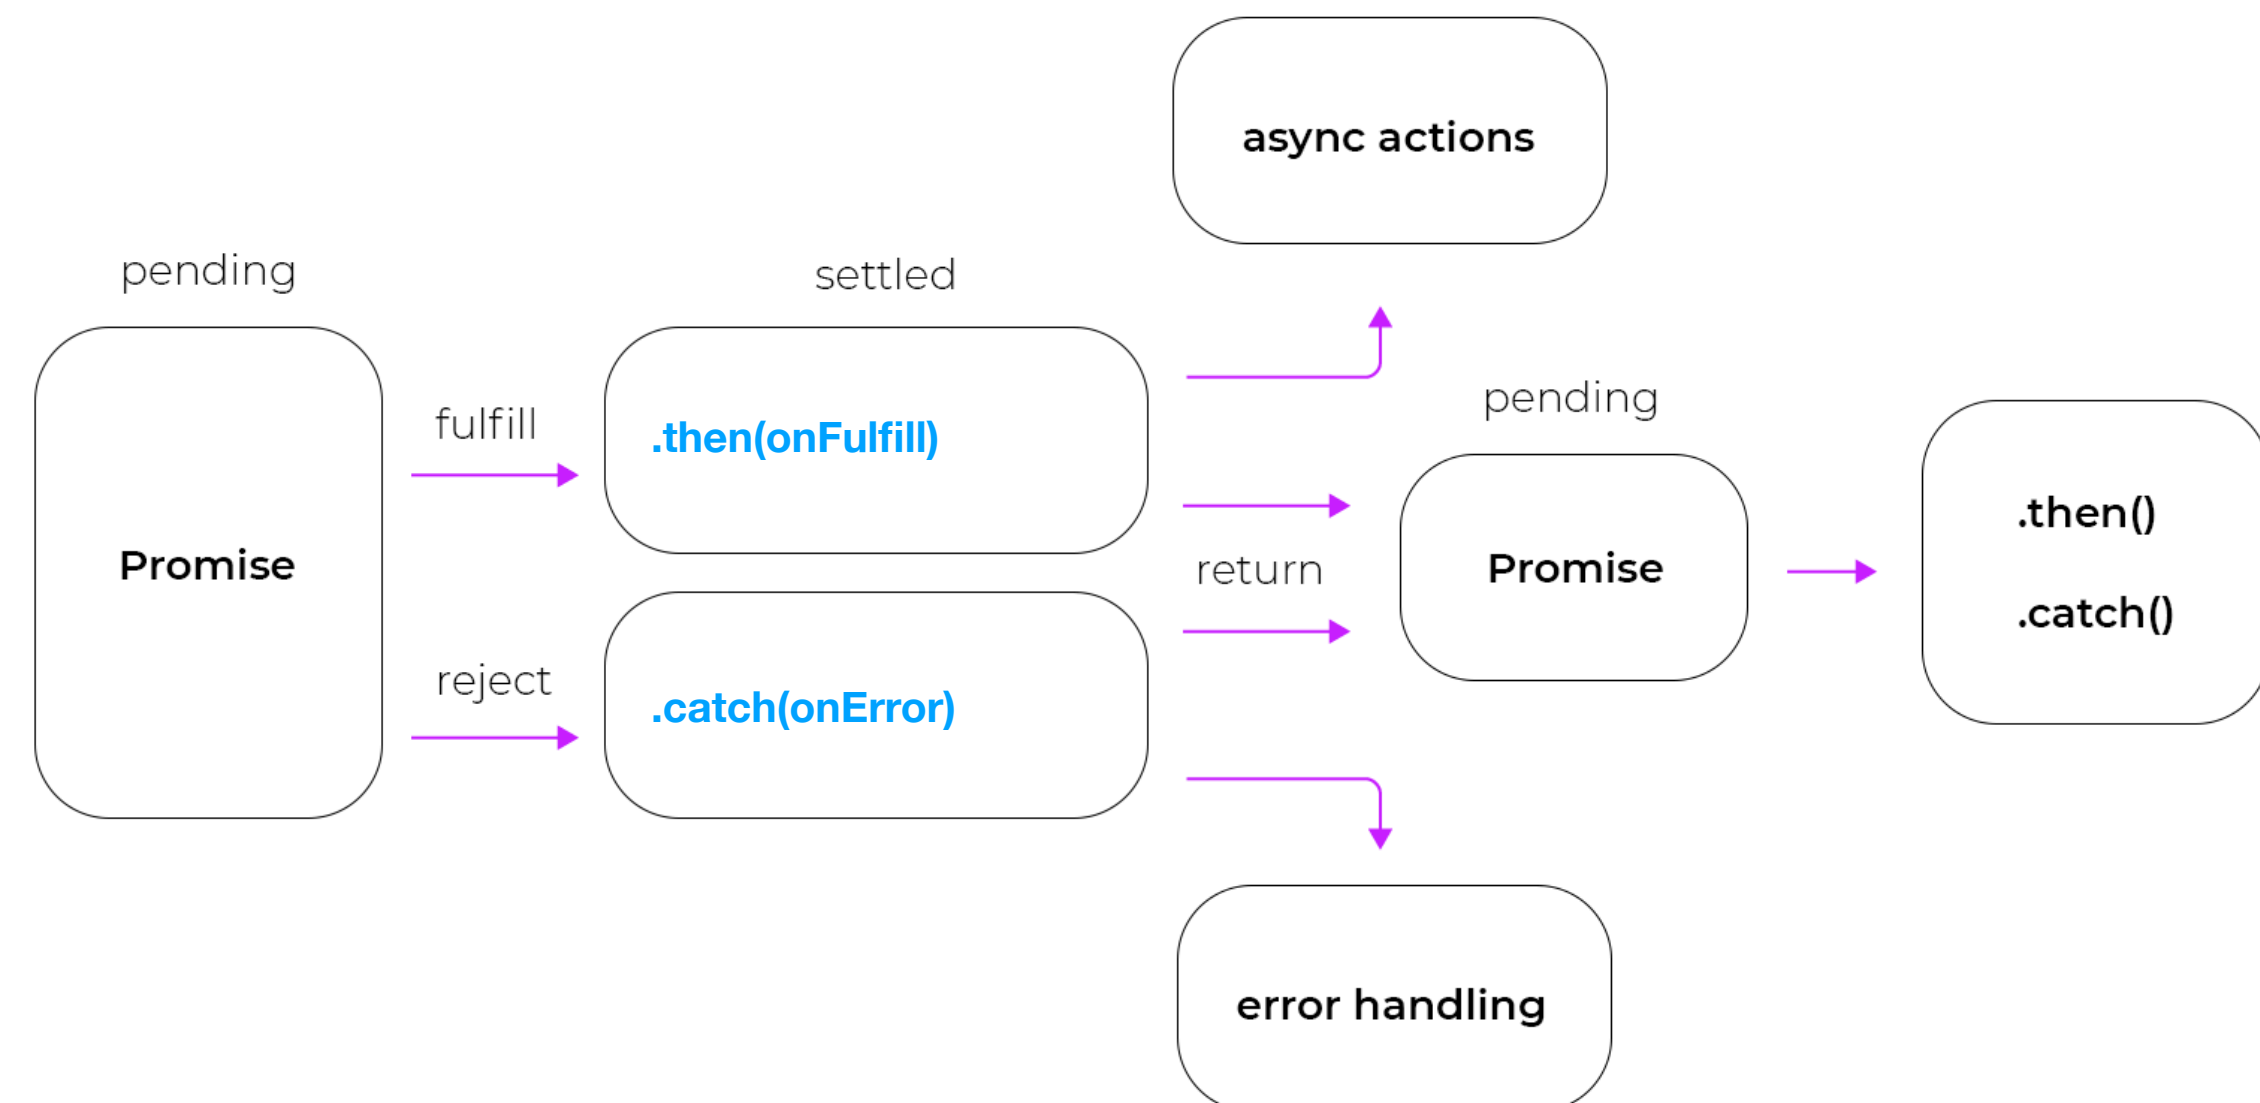 async actions
pending
settled
fulfill
.then(onFulfill)
pending
Promise
return
Promise
.then()
.catch()
reject
.catch(onError)
error handling